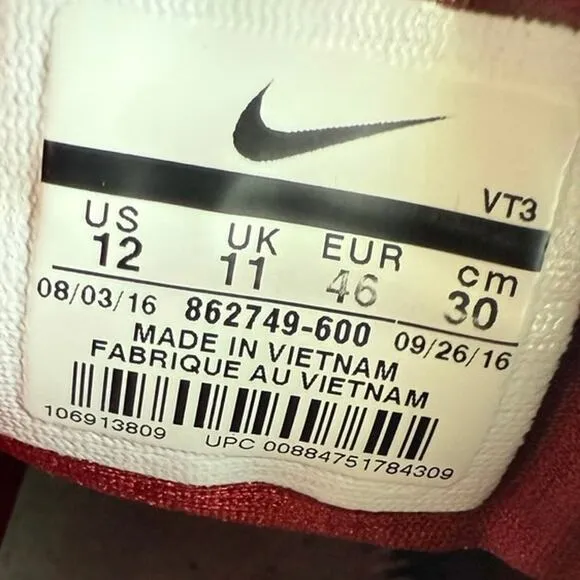 VT3
US UK EUR cm
12 11 46 30
08/03/16 862749-600 09/26/16
MADE IN VIETNAM
FABRIQUE AU VIETNAM
106913809 UPC 00884751784309